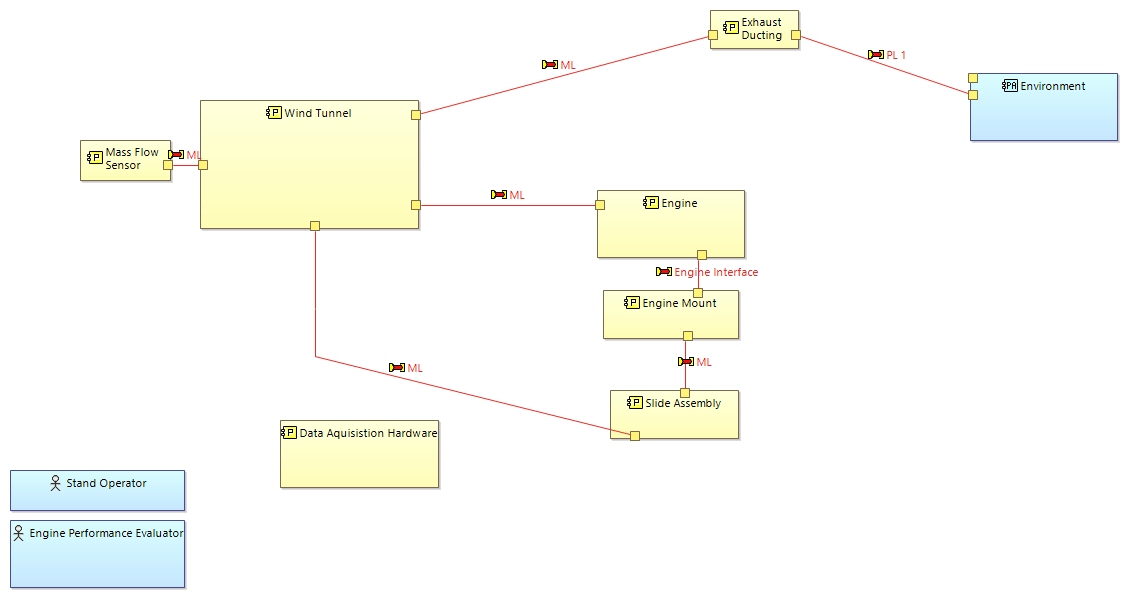 P Exhaust
Ducting
ML
PL 1
PA Environment
P Wind Tunnel
P Mass Flow
Sensor
ML
ML
P Engine
Engine Interface
P Engine Mount
ML
ML
P Slide Assembly
P Data Aquisistion Hardware
Stand Operator
Engine Performance Evaluator